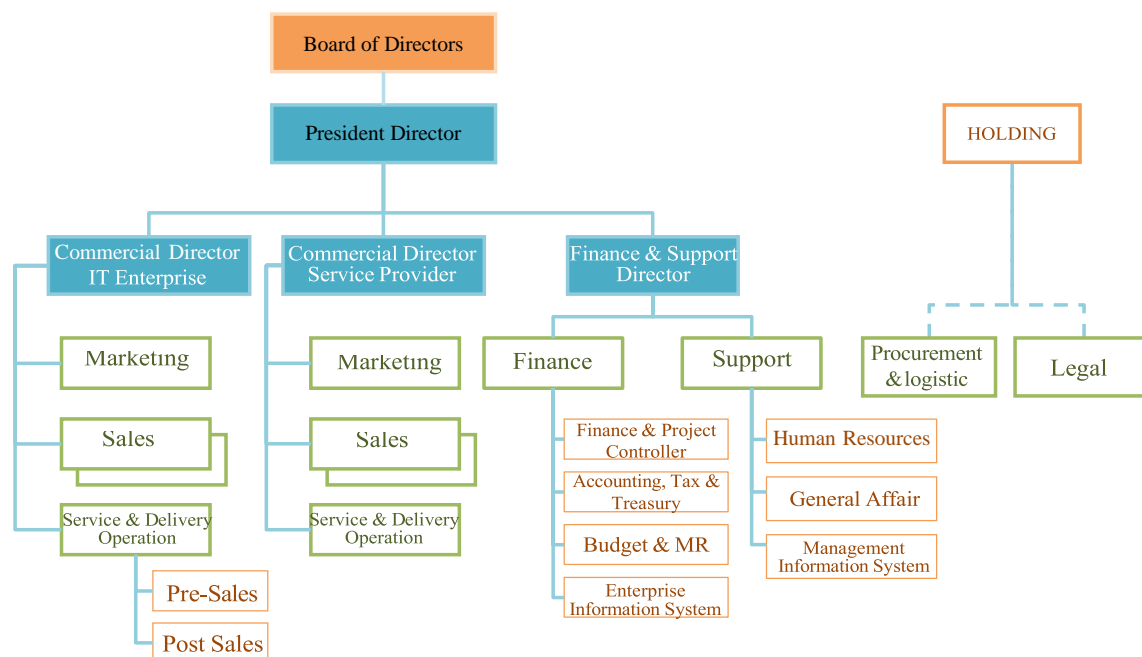 Board of Directors
President Director
HOLDING
Commercial Director
IT Enterprise
Commercial Director
Service Provider
Finance & Support
Director
Marketing
Marketing
Finance
Support
Procurement
& logistic
Legal
Sales
Sales
Finance & Project
Controller
Human Resources
Accounting, Tax &
Treasury
General Affair
Service & Delivery
Operation
Service & Delivery
Operation
Budget & MR
Management
Information System
Pre-Sales
Enterprise
Information System
Post Sales